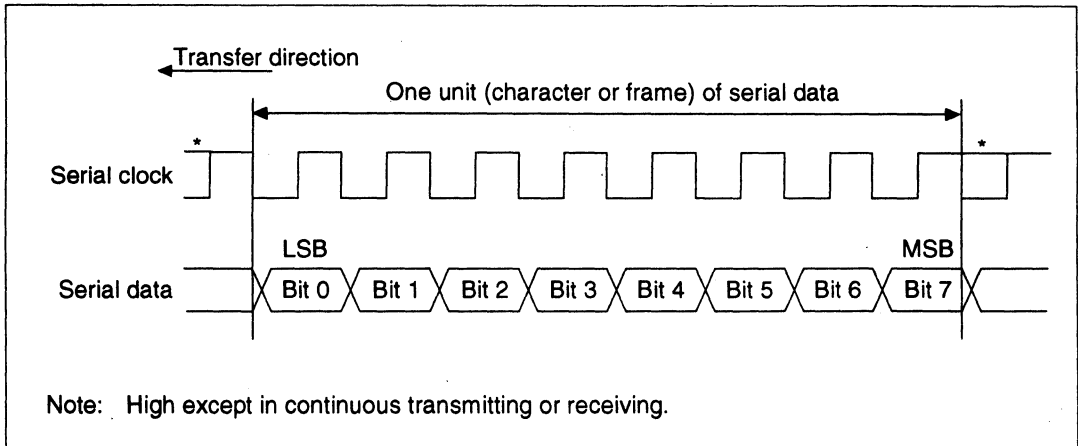 Transfer direction
One unit (character or frame) of serial data
* *
Serial clock
LSB MSB
Serial data Bit 0 Bit 1 Bit 2 Bit 3 Bit 4 Bit 5 Bit 6 Bit 7
Note: High except in continuous transmitting or receiving.